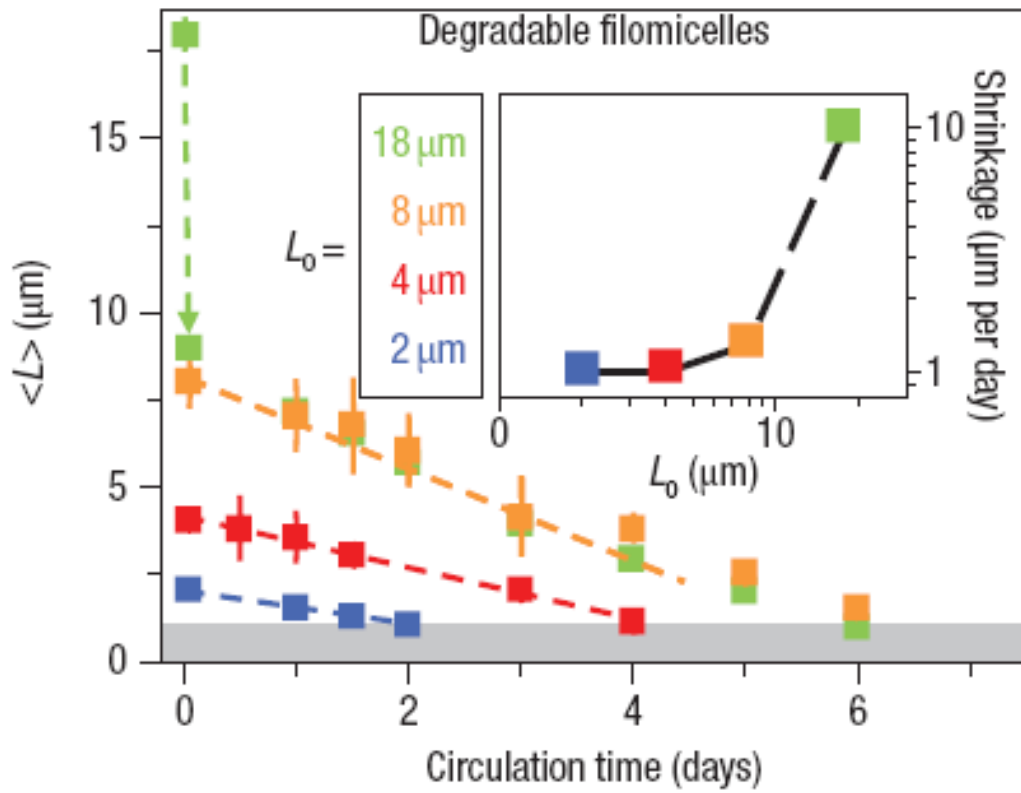 Degradable filomicelles
18 μm
8 μm
4 μm
2 μm
L₀ =
10
1
Shrinkage (μm per day)
0
10
L₀ (μm)
15
10
5
0
<L> (μm)
0
2
4
6
Circulation time (days)